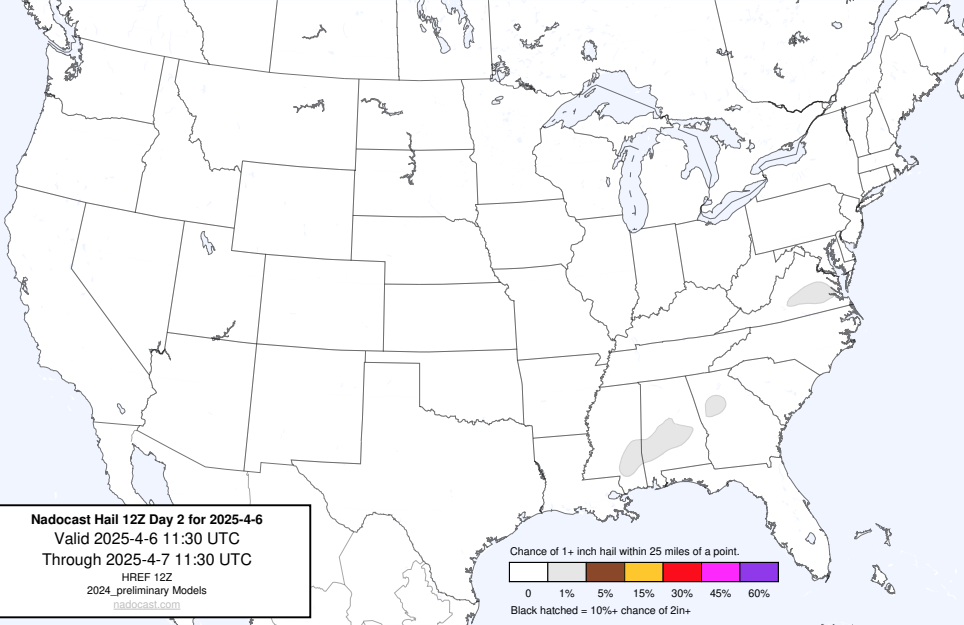 Nadocast Hail 12Z Day 2 for 2025-4-6
Valid 2025-4-6 11:30 UTC
Through 2025-4-7 11:30 UTC
HREF 12Z
2024_preliminary Models
nadocast.com
Chance of 1+ inch hail within 25 miles of a point.
0 1% 5% 15% 30% 45% 60%
Black hatched = 10%+ chance of 2in+